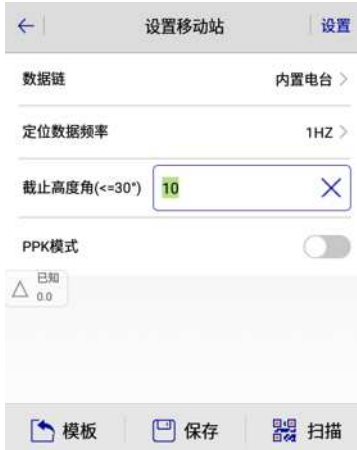 设置移动站 设置
数据链 内置电台
定位数据频率 1HZ
截止高度角(<=30°) 10
PPK模式
已知
0.0
模板 保存 扫描